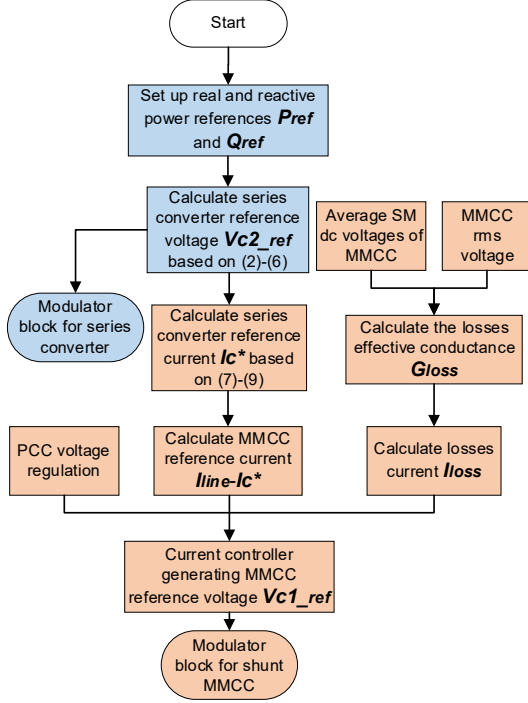 Start
Set up real and reactive
power references Pref
and Qref
Calculate series
converter reference
voltage Vc2_ref
based on (2)-(6)
Average SM
dc voltages of
MMCC
MMCC
rms
voltage
Modulator
block for series
converter
Calculate series
converter reference
current Ic* based
on (7)-(9)
Calculate the losses
effective conductance
Gloss
PCC voltage
regulation
Calculate MMCC
reference current
Iline-Ic*
Calculate losses
current Iloss
Current controller
generating MMCC
reference voltage Vc1_ref
Modulator
block for shunt
MMCC